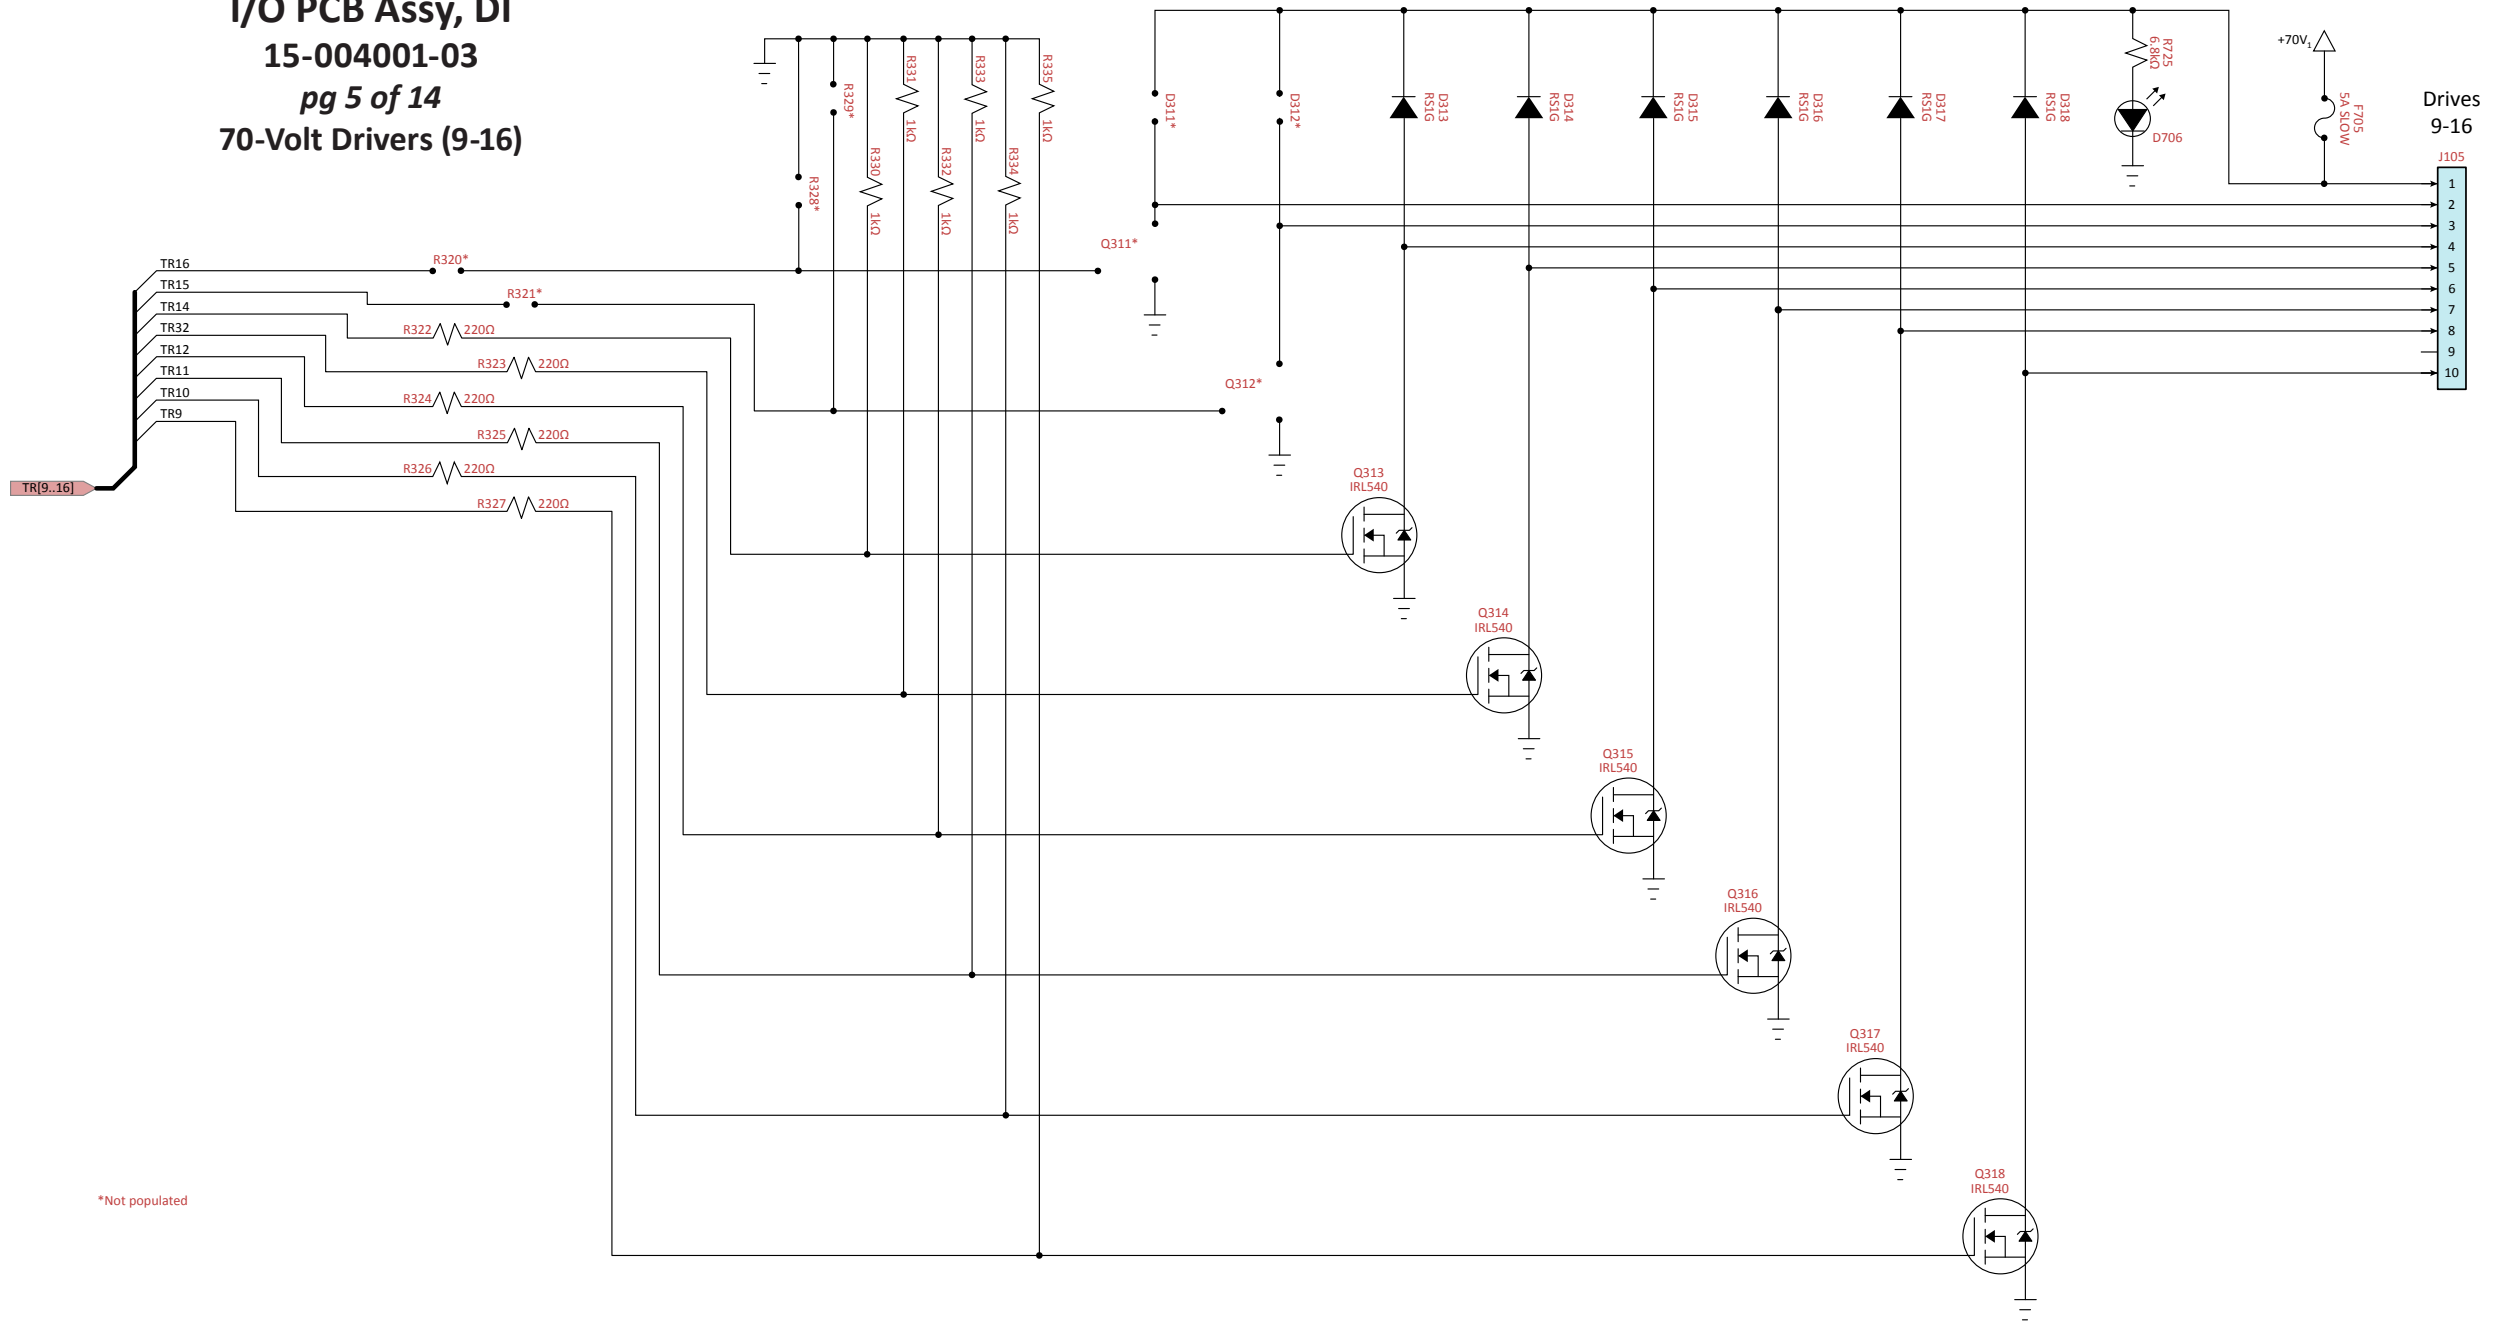 I/O PCB Assy, DI
15-004001-03
pg 5 of 14
70-Volt Drivers (9-16)
R331
1kΩ
R333
1kΩ
R335
1kΩ
R329*
R328*
R330
1kΩ
R332
1kΩ
R334
1kΩ
D311*
D312*
D313
RS1G
D314
RS1G
D315
RS1G
D316
RS1G
D317
RS1G
D318
RS1G
R725
6.8kΩ
D706
+70V1
F705
5A SLOW
Drives
9-16
J105
1
2
3
4
5
6
7
8
9
10
Q311*
Q312*
TR16
R320*
TR15
R321*
TR14
R322 220Ω
TR32
R323 220Ω
TR12
R324 220Ω
TR11
R325 220Ω
TR10
R326 220Ω
TR9
R327 220Ω
TR[9..16]
Q313
IRL540
Q314
IRL540
Q315
IRL540
Q316
IRL540
Q317
IRL540
Q318
IRL540
*Not populated